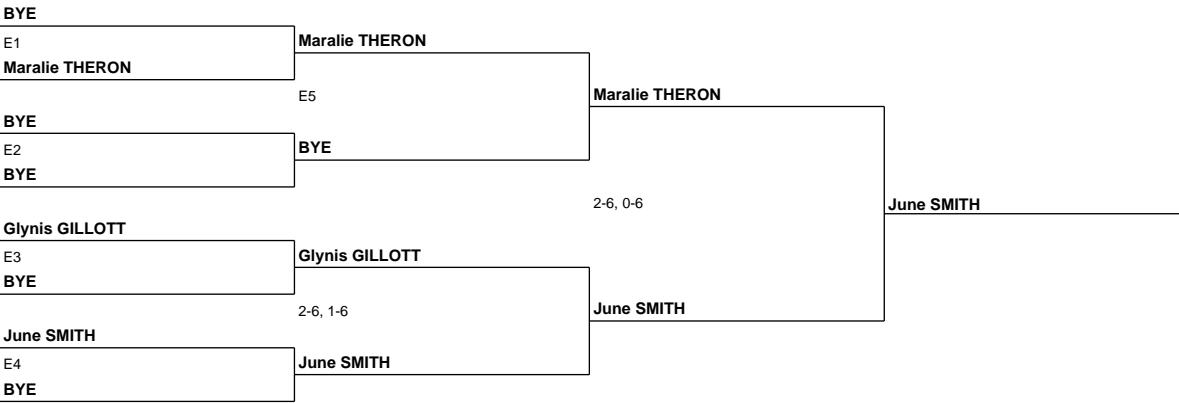 BYE
E1
Maralie THERON
Maralie THERON
E5
Maralie THERON
BYE
E2
BYE
BYE
2-6, 0-6
June SMITH
Glynis GILLOTT
E3
Glynis GILLOTT
BYE
2-6, 1-6
June SMITH
June SMITH
E4
June SMITH
BYE